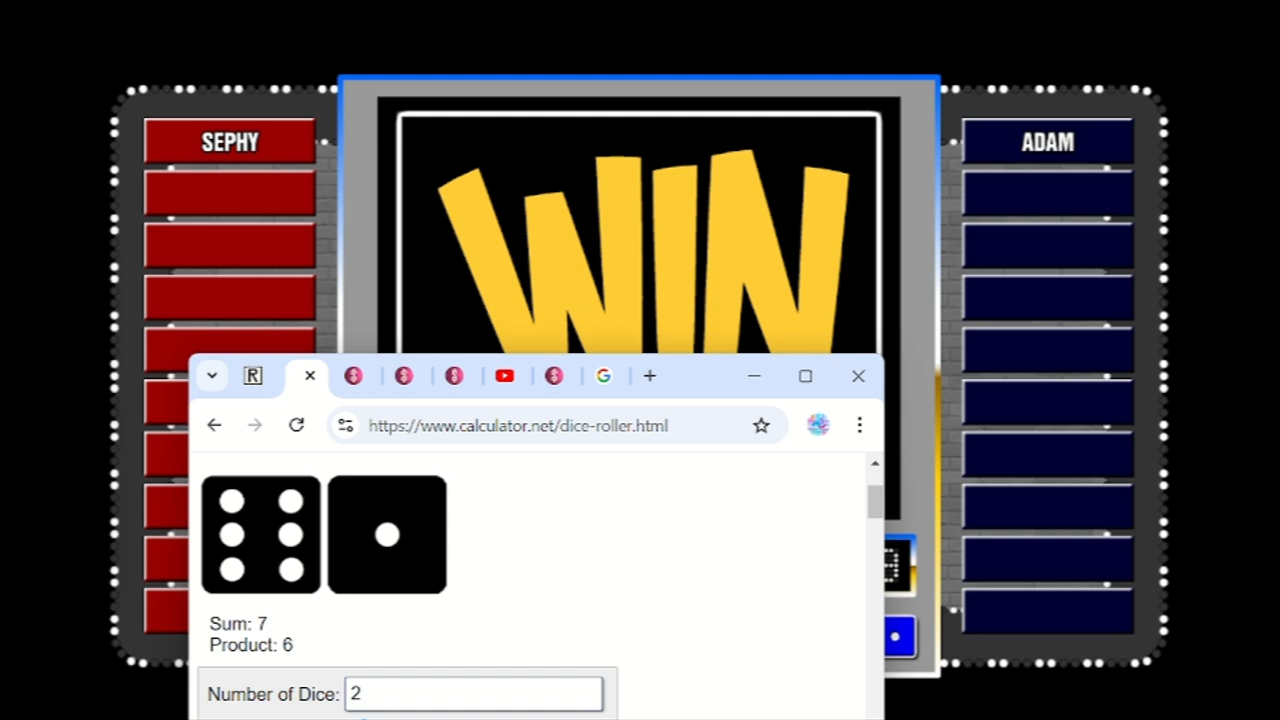 SEPHY
ADAM
WIN
https://www.calculator.net/dice-roller.html
Sum: 7
Product: 6
Number of Dice: 2